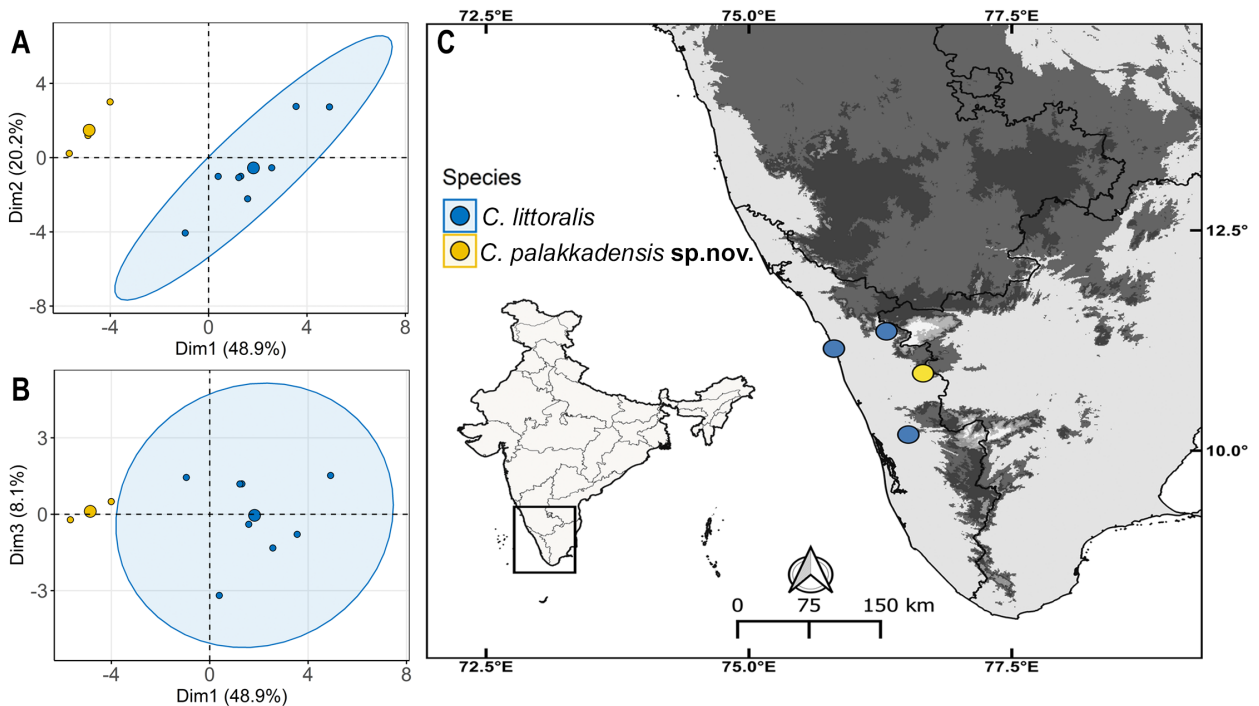 A
4
0
-4
-8
Dim2 (20.2%)
-4
0
4
8
Dim1 (48.9%)
B
3
0
-3
Dim3 (8.1%)
-4
0
4
8
Dim1 (48.9%)
C
72.5°E
75.0°E
77.5°E
Species
C. littoralis
C. palakkadensis sp.nov.
12.5°
10.0°
0
75
150 km
72.5°E
75.0°E
77.5°E